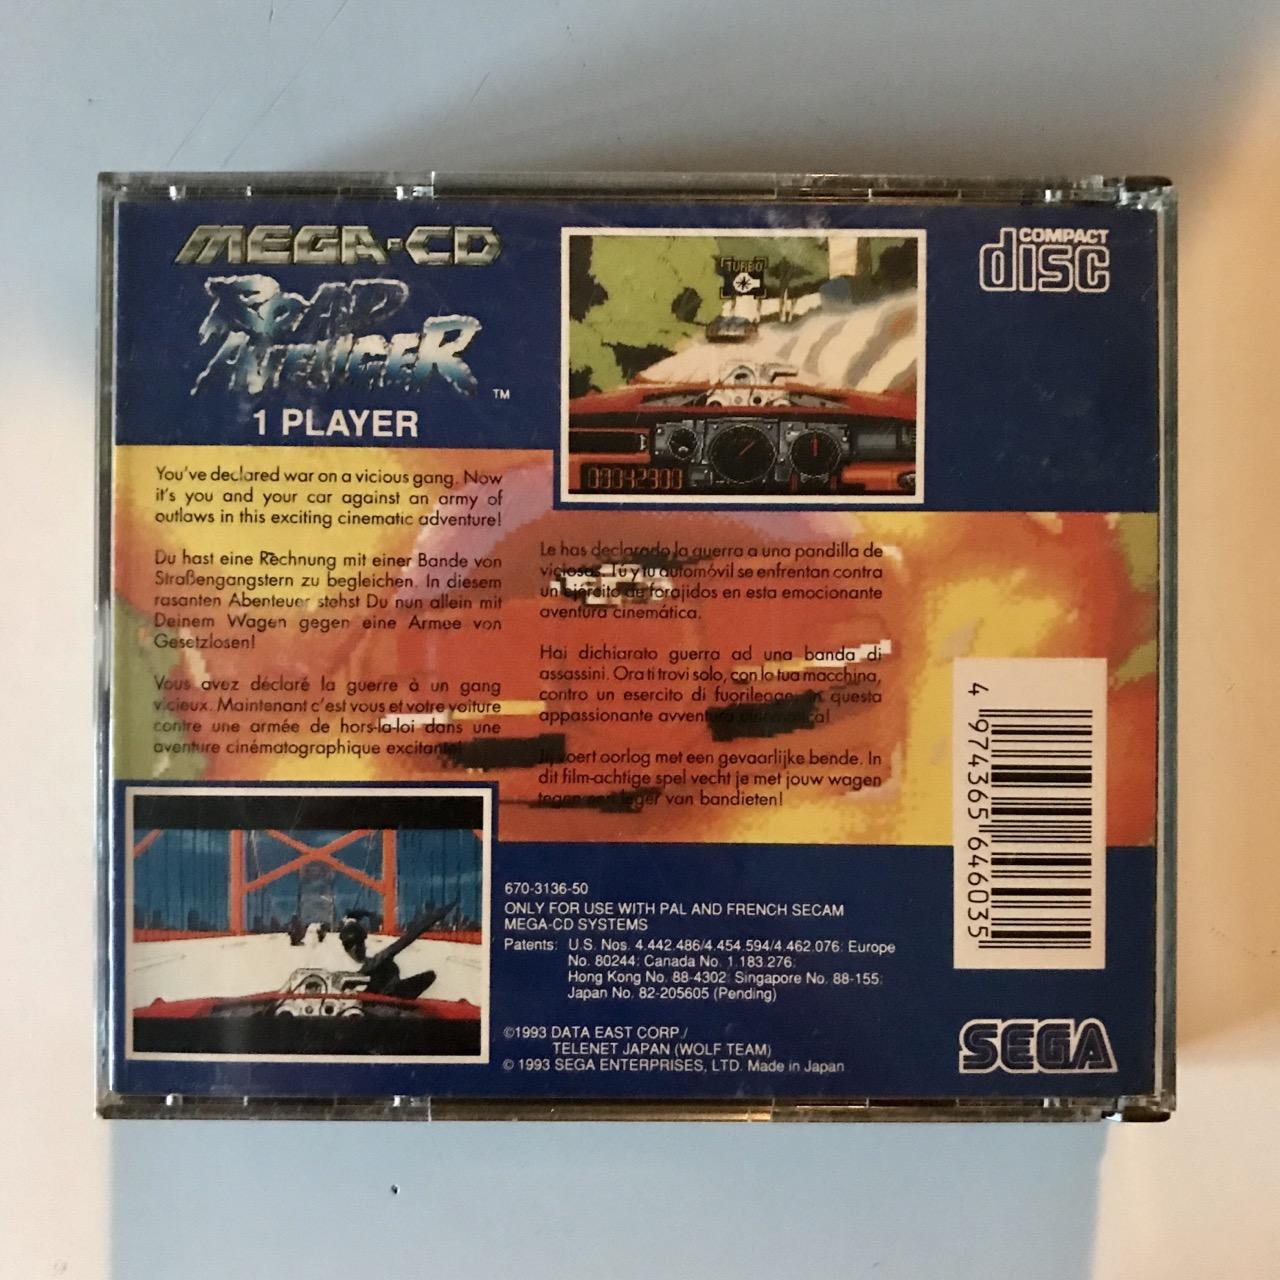 MEGA-CD
ROAD
AVENGER
TM
1 PLAYER
TURBO
COMPACT
disc
You've declared war on a vicious gang. Now
it's you and your car against an army of
outlaws in this exciting cinematic adventure!
Du hast eine Rechnung mit einer Bande von
Straßengangstern zu begleichen. In diesem
rasanten Abenteuer stehst Du nun allein mit
Deinem Wagen gegen eine Armee von
Gesetzlosen!
Vous avez déclaré la guerre à un gang
vicieux. Maintenant c'est vous et votre voiture
contre une armée de hors-la-loi dans une
aventure cinématographique excitante!
Le has declarado la guerra a una pandilla de
viciosos. Tú y tu automóvil se enfrentan contra
un ejército de forajidos en esta emocionante
aventura cinemática.
Hai dichiarato guerra ad una banda di
assassini. Ora ti trovi solo, con la tua macchina,
contro un esercito di fuorilegge, in questa
appassionante avventura cinematica!
Jij voert oorlog met een gevaarlijke bende. In
dit film-achtige spel vecht je met jouw wagen
tegen een leger van bandieten!
4 974365 646035
670-3136-50
ONLY FOR USE WITH PAL AND FRENCH SECAM
MEGA-CD SYSTEMS
Patents: U.S. Nos. 4.442.486/4.454.594/4.462.076: Europe
No. 80244: Canada No. 1.183.276:
Hong Kong No. 88-4302: Singapore No. 88-155:
Japan No. 82-205605 (Pending)
©1993 DATA EAST CORP./
TELENET JAPAN (WOLF TEAM)
© 1993 SEGA ENTERPRISES, LTD. Made in Japan
SEGA